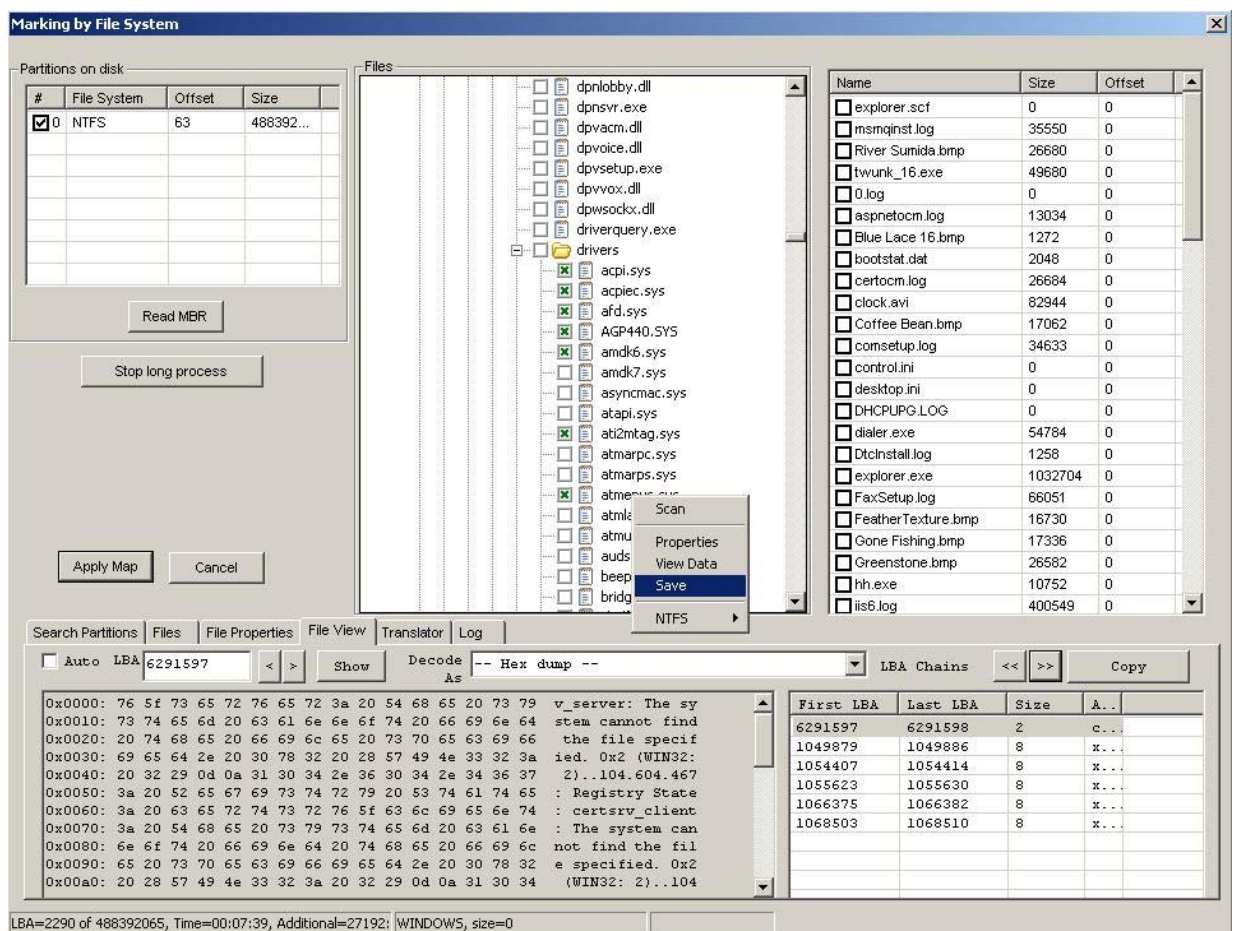 Marking by File System
Partitions on disk
# File System Offset Size
0 NTFS 63 488392...
Read MBR
Stop long process
Apply Map Cancel
Files
dpnlobby.dll
dpnsvr.exe
dpvacm.dll
dpvoice.dll
dpvsetup.exe
dpvvox.dll
dpwsockx.dll
driverquery.exe
drivers
acpi.sys
acpiec.sys
afd.sys
AGP440.SYS
amdk6.sys
amdk7.sys
asyncmac.sys
atapi.sys
ati2mtag.sys
atmarpc.sys
atmarps.sys
atmepvc.sys
atmla
atmu
auds
beep
bridg
Scan
Properties
View Data
Save
NTFS
Name Size Offset
explorer.scf 0 0
msmqinst.log 35550 0
River Sumida.bmp 26680 0
twunk_16.exe 49680 0
0.log 0 0
aspnetocm.log 13034 0
Blue Lace 16.bmp 1272 0
bootstat.dat 2048 0
certocm.log 26684 0
clock.avi 82944 0
Coffee Bean.bmp 17062 0
comsetup.log 34633 0
control.ini 0 0
desktop.ini 0 0
DHCPUPG.LOG 0 0
dialer.exe 54784 0
DtcInstall.log 1258 0
explorer.exe 1032704 0
FaxSetup.log 66051 0
FeatherTexture.bmp 16730 0
Gone Fishing.bmp 17336 0
Greenstone.bmp 26582 0
hh.exe 10752 0
iis6.log 400549 0
Search Partitions Files File Properties File View Translator Log
Auto LBA 6291597 < > Show Decode As -- Hex dump -- LBA Chains << >> Copy
0x0000: 76 5f 73 65 72 76 65 72 3a 20 54 68 65 20 73 79 v_server: The sy
0x0010: 73 74 65 6d 20 63 61 6e 6e 6f 74 20 66 69 6e 64 stem cannot find
0x0020: 20 74 68 65 20 66 69 6c 65 20 73 70 65 63 69 66 the file specif
0x0030: 69 65 64 2e 20 30 78 32 20 28 57 49 4e 33 32 3a ied. 0x2 (WIN32:
0x0040: 20 32 29 0d 0a 31 30 34 2e 36 30 34 2e 34 36 37 2)..104.604.467
0x0050: 3a 20 52 65 67 69 73 74 72 79 20 53 74 61 74 65 : Registry State
0x0060: 3a 20 63 65 72 74 73 72 76 5f 63 6c 69 65 6e 74 : certsrv_client
0x0070: 3a 20 54 68 65 20 73 79 73 74 65 6d 20 63 61 6e : The system can
0x0080: 6e 6f 74 20 66 69 6e 64 20 74 68 65 20 66 69 6c not find the fil
0x0090: 65 20 73 70 65 63 69 66 69 65 64 2e 20 30 78 32 e specified. 0x2
0x00a0: 20 28 57 49 4e 33 32 3a 20 32 29 0d 0a 31 30 34 (WIN32: 2)..104
First LBA Last LBA Size A..
6291597 6291598 2 c...
1049879 1049886 8 x...
1054407 1054414 8 x...
1055623 1055630 8 x...
1066375 1066382 8 x...
1068503 1068510 8 x...
LBA=2290 of 488392065, Time=00:07:39, Additional=27192: WINDOWS, size=0